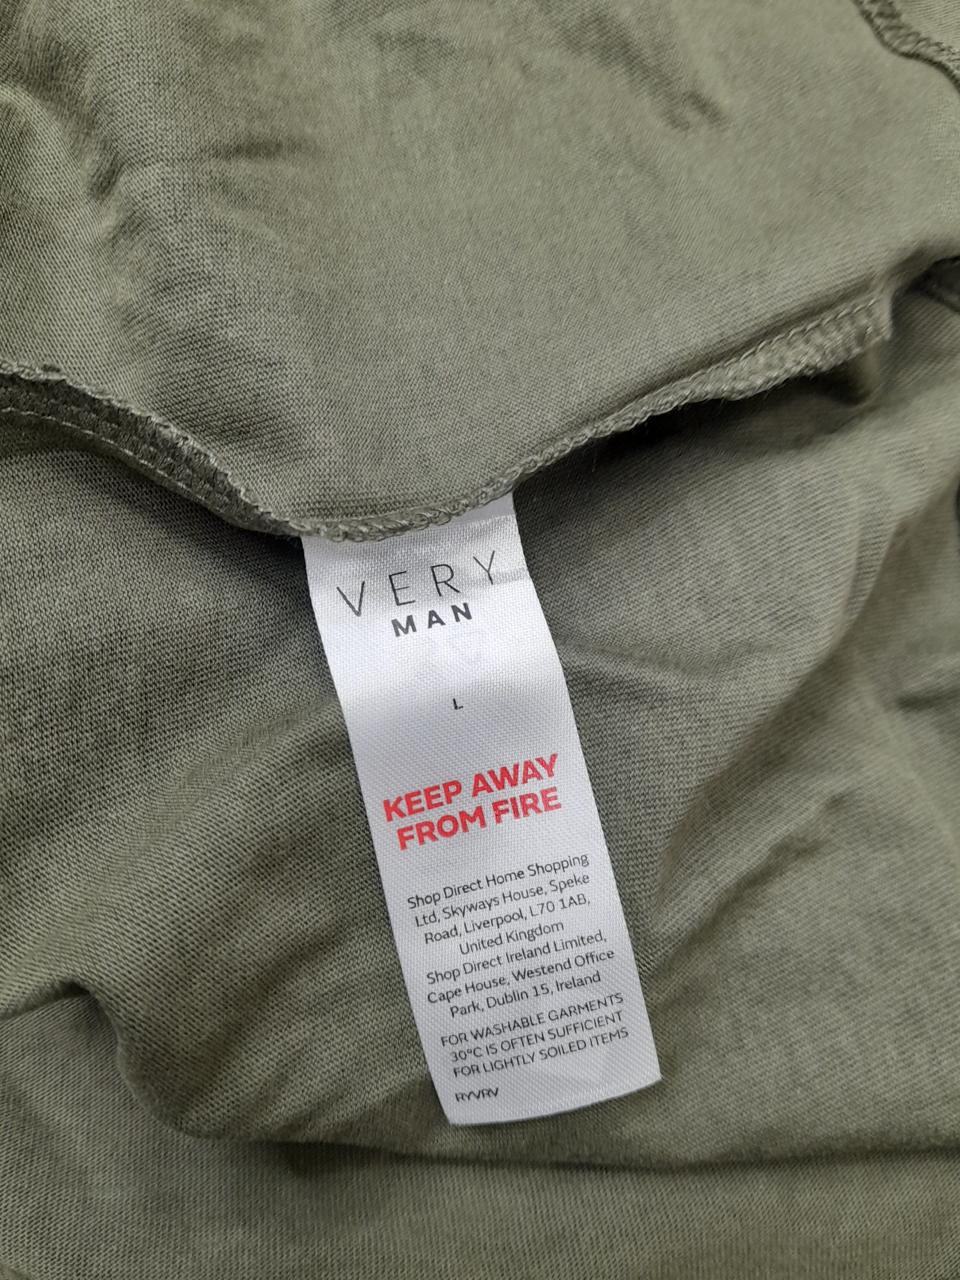 VERY
MAN
L
KEEP AWAY
FROM FIRE
Shop Direct Home Shopping
Ltd, Skyways House, Speke
Road, Liverpool, L70 1AB,
United Kingdom
Shop Direct Ireland Limited,
Cape House, Westend Office
Park, Dublin 15, Ireland
FOR WASHABLE GARMENTS
30°C IS OFTEN SUFFICIENT
FOR LIGHTLY SOILED ITEMS
RYVRV